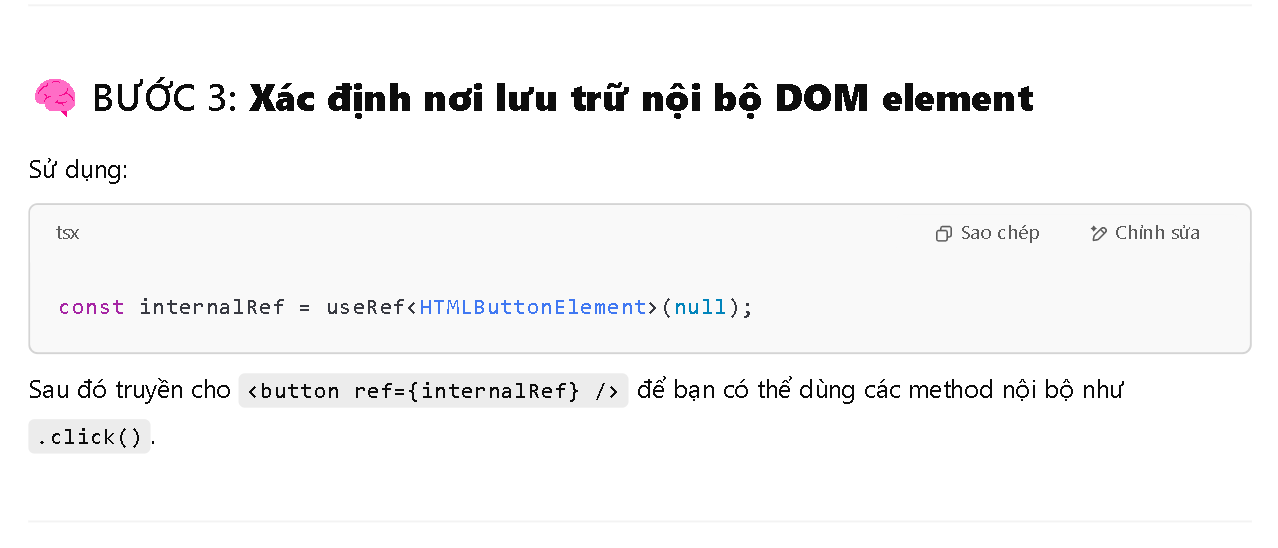 🧠 BƯỚC 3: Xác định nơi lưu trữ nội bộ DOM element
Sử dụng:
tsx Sao chép Chỉnh sửa
const internalRef = useRef<HTMLButtonElement>(null);
Sau đó truyền cho <button ref={internalRef} /> để bạn có thể dùng các method nội bộ như
.click().